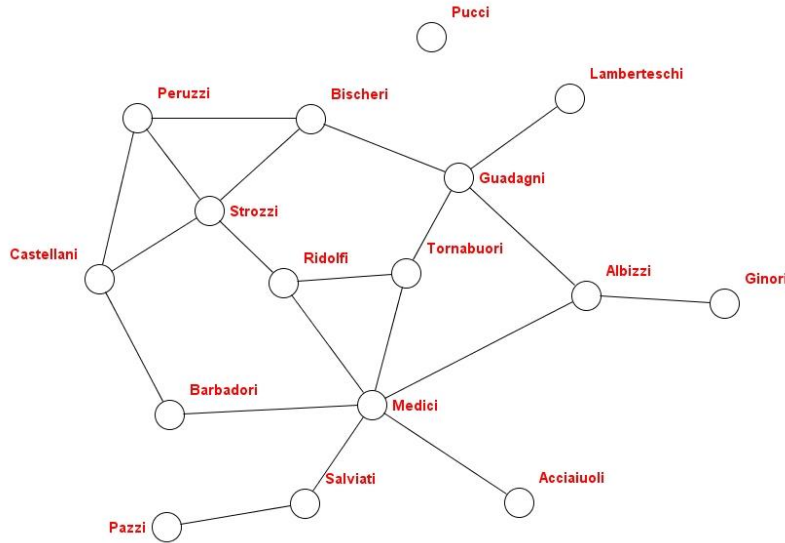 Pucci
Lamberteschi
Peruzzi
Bischeri
Guadagni
Strozzi
Castellani
Ridolfi
Tornabuori
Albizzi
Ginori
Barbadori
Medici
Salviati
Acciaiuoli
Pazzi